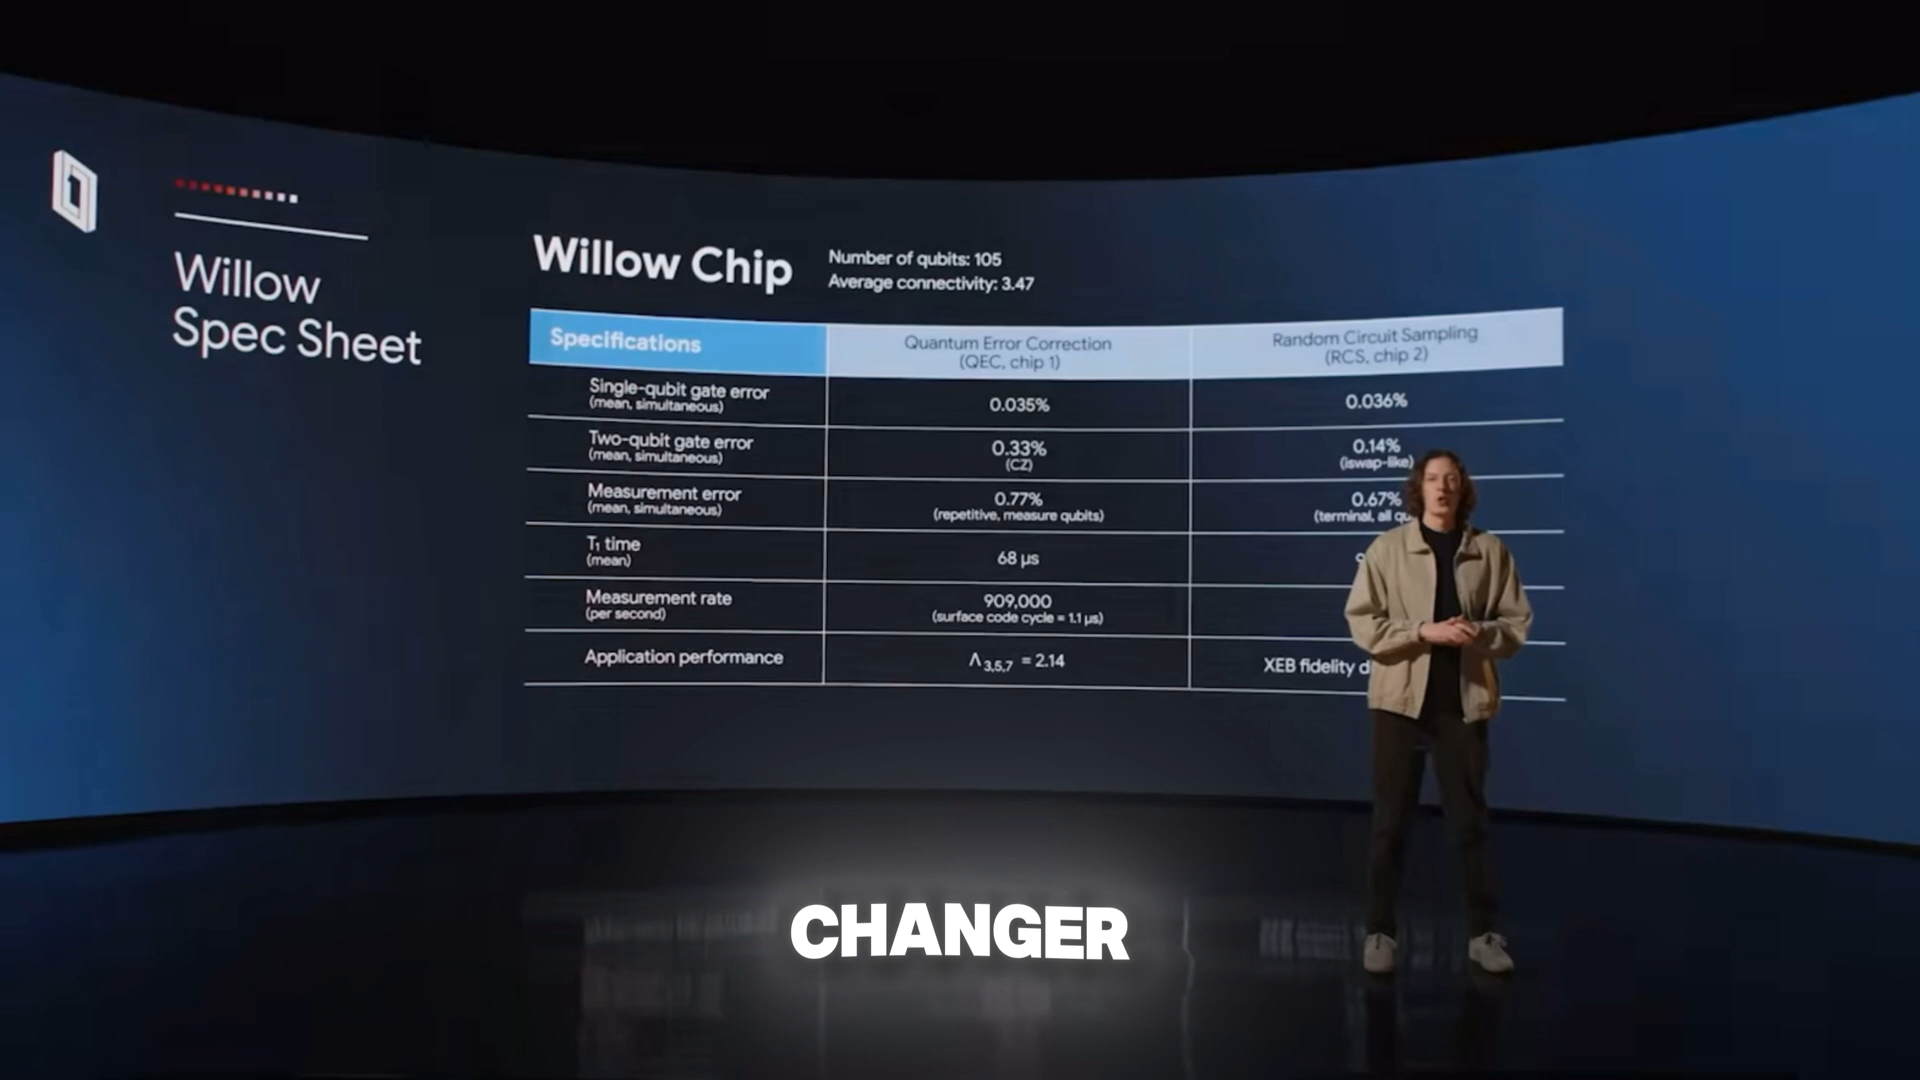 Willow
Spec Sheet
Willow Chip
Number of qubits: 105
Average connectivity: 3.47
Specifications
Quantum Error Correction
(QEC, chip 1)
Random Circuit Sampling
(RCS, chip 2)
Single-qubit gate error
(mean, simultaneous)
0.035%
0.036%
Two-qubit gate error
(mean, simultaneous)
0.33%
(CZ)
0.14%
(iswap-like)
Measurement error
(mean, simultaneous)
0.77%
(repetitive, measure qubits)
0.67%
(terminal, all
T₁ time
(mean)
68 µs
Measurement rate
(per second)
909,000
(surface code cycle = 1.1 µs)
Application performance
Λ₃,₅,₇ = 2.14
XEB fidelity
CHANGER